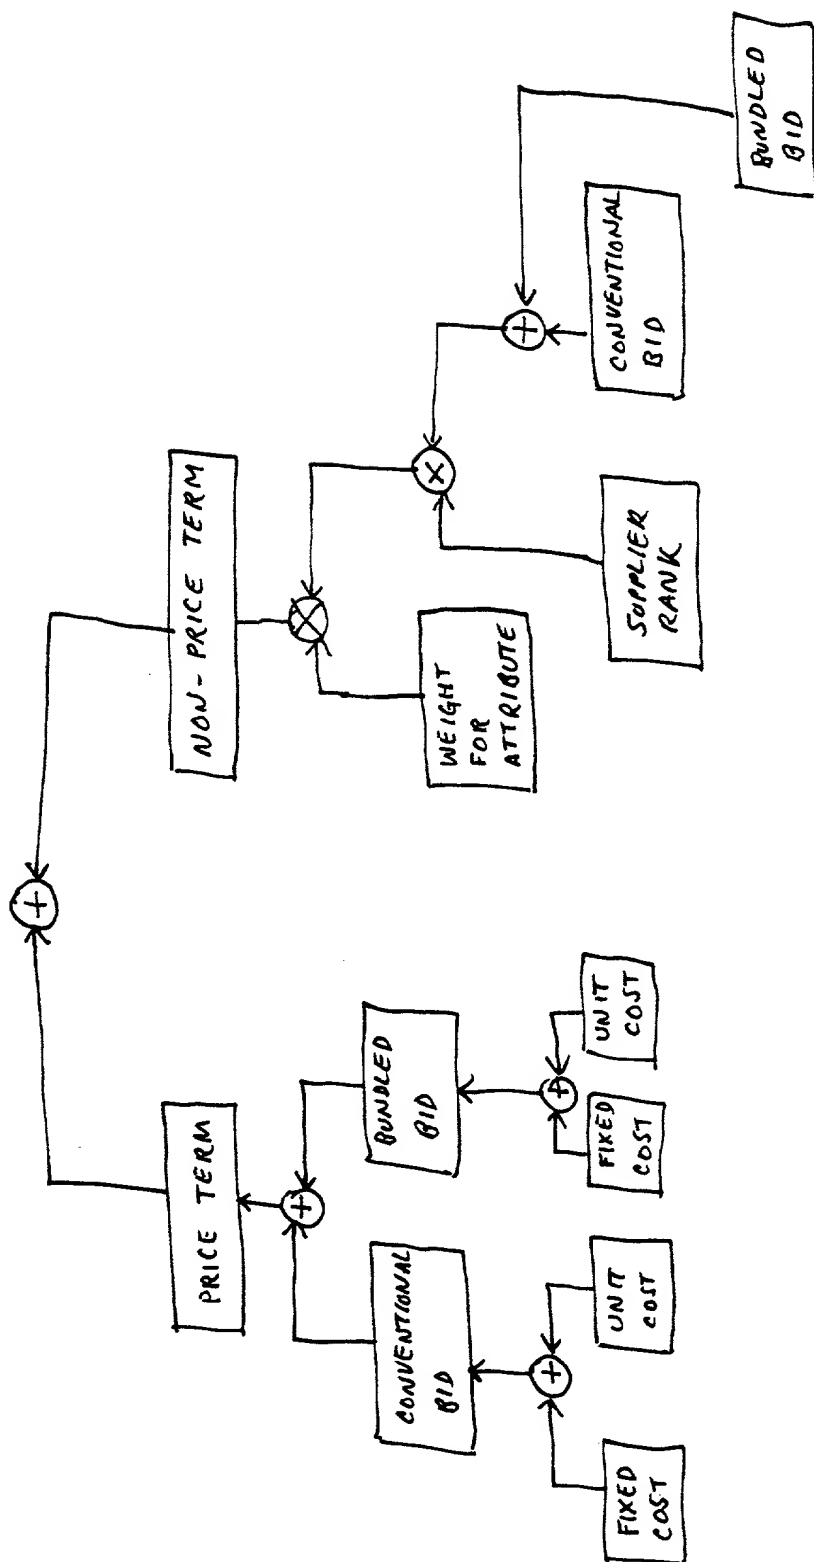 +
PRICE TERM
NON-PRICE TERM
+
X
CONVENTIONAL
BID
BUNDLED
BID
WEIGHT
FOR
ATTRIBUTE
X
+
+
+
FIXED
COST
UNIT
COST
FIXED
COST
UNIT
COST
SUPPLIER
RANK
CONVENTIONAL
BID
BUNDLED
BID